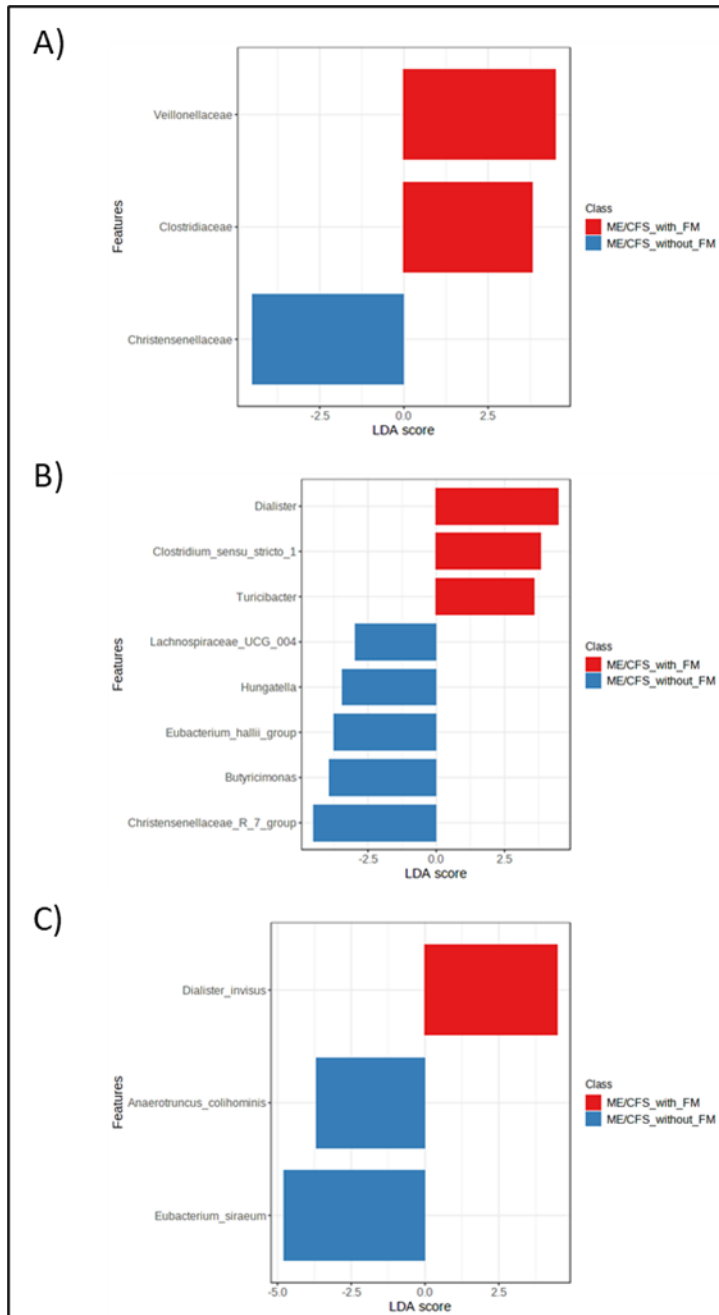 A)
Veillonellaceae
Clostridiaceae
Christensenellaceae
Features
-2.5 0.0 2.5
LDA score
Class
ME/CFS_with_FM
ME/CFS_without_FM
B)
Dialister
Clostridium_sensu_stricto_1
Turicibacter
Lachnospiraceae_UCG_004
Hungatella
Eubacterium_hallii_group
Butyricimonas
Christensenellaceae_R_7_group
Features
-2.5 0.0 2.5
LDA score
Class
ME/CFS_with_FM
ME/CFS_without_FM
C)
Dialister_invisus
Anaerotruncus_colihominis
Eubacterium_siraeum
Features
-5.0 -2.5 0.0 2.5
LDA score
Class
ME/CFS_with_FM
ME/CFS_without_FM